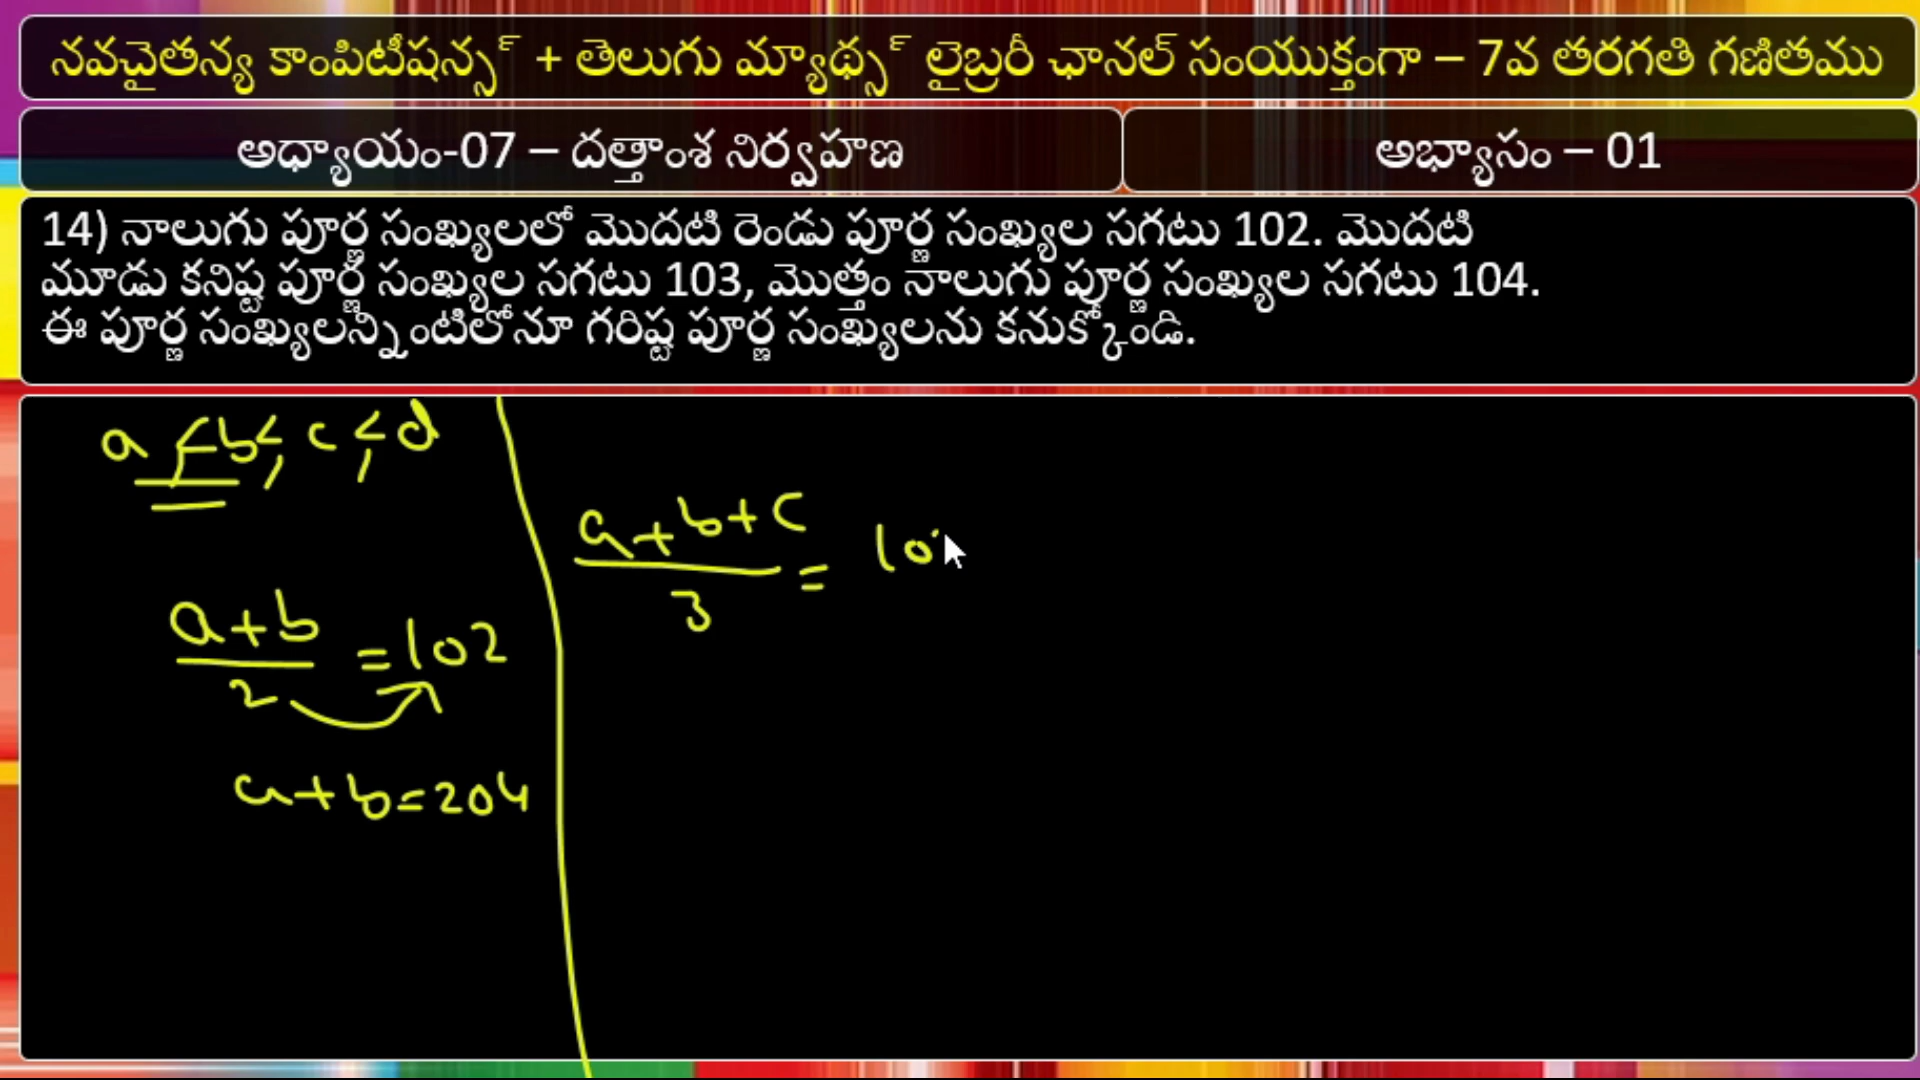 నవచైతన్య కాంపిటీషన్స్ + తెలుగు మ్యాథ్స్ లైబ్రరీ ఛానల్ సంయుక్తంగా – 7వ తరగతి గణితము
అధ్యాయం-07 – దత్తాంశ నిర్వహణ
అభ్యాసం – 01
14) నాలుగు పూర్ణ సంఖ్యలలో మొదటి రెండు పూర్ణ సంఖ్యల సగటు 102. మొదటి
మూడు కనిష్ట పూర్ణ సంఖ్యల సగటు 103, మొత్తం నాలుగు పూర్ణ సంఖ్యల సగటు 104.
ఈ పూర్ణ సంఖ్యలన్నింటిలోనూ గరిష్ట పూర్ణ సంఖ్యలను కనుక్కోండి.
a < b < c < d
a+b
/2 = 102
a+b=204
a+b+c
/3 = 10